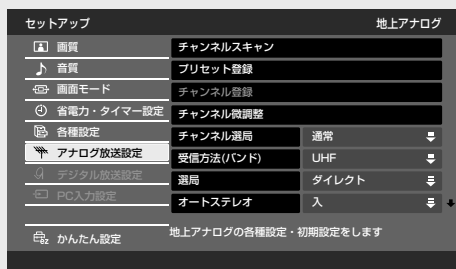 セットアップ 地上アナログ
画質
音質
画面モード
省電力・タイマー設定
各種設定
アナログ放送設定
デジタル放送設定
PC入力設定
かんたん設定
チャンネルスキャン
プリセット登録
チャンネル登録
チャンネル微調整
チャンネル選局 通常
受信方法(バンド) UHF
選局 ダイレクト
オートステレオ 入
地上アナログの各種設定・初期設定をします